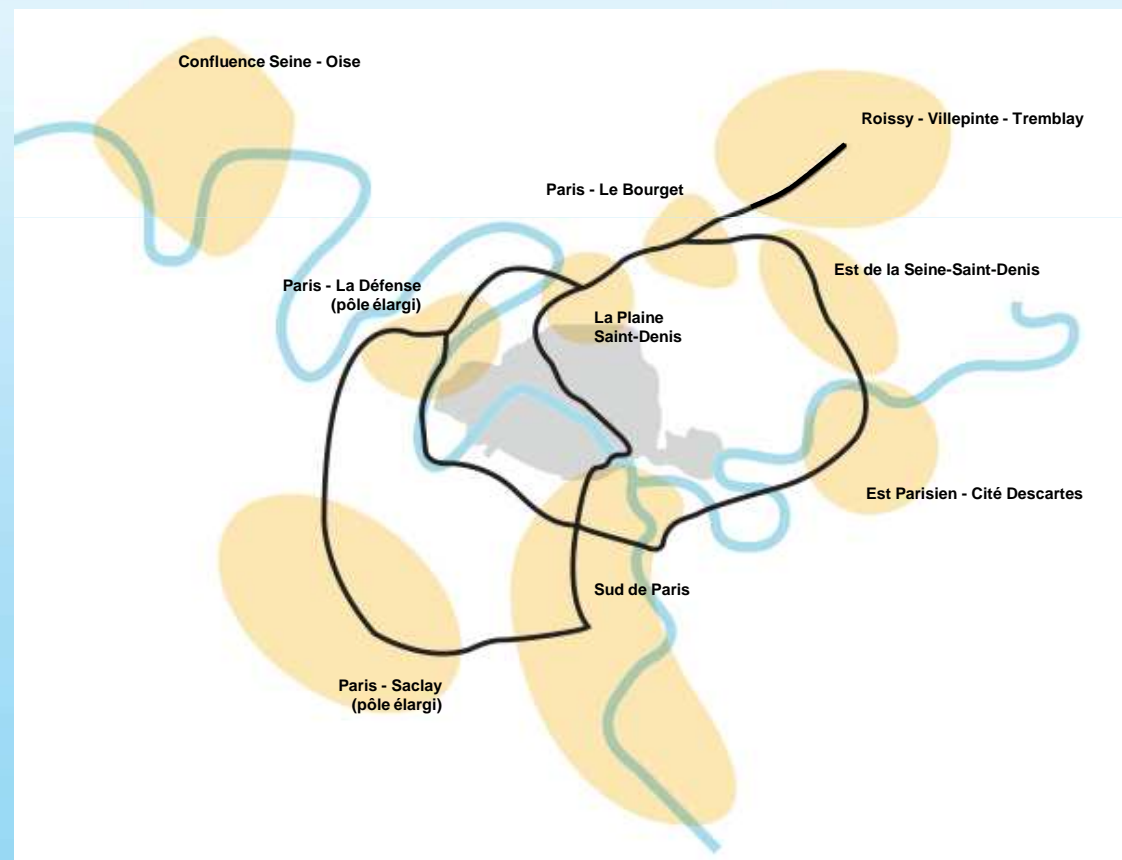 Confluence Seine - Oise
Roissy - Villepinte - Tremblay
Paris - Le Bourget
Est de la Seine-Saint-Denis
Paris - La Défense
(pôle élargi)
La Plaine
Saint-Denis
Est Parisien - Cité Descartes
Sud de Paris
Paris - Saclay
(pôle élargi)